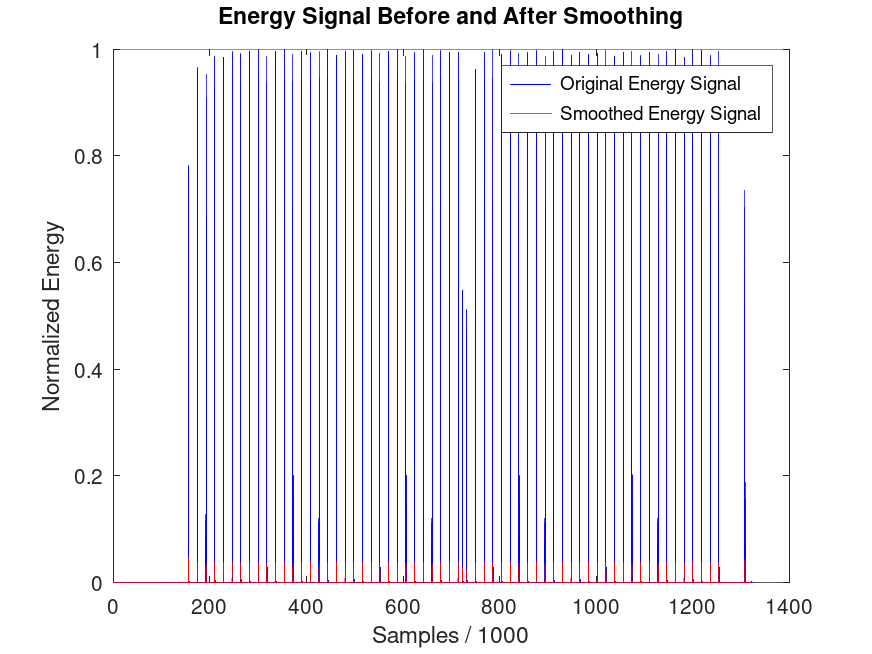 Energy Signal Before and After Smoothing
Original Energy Signal
Smoothed Energy Signal
Normalized Energy
1
0.8
0.6
0.4
0.2
0
0 200 400 600 800 1000 1200 1400
Samples / 1000